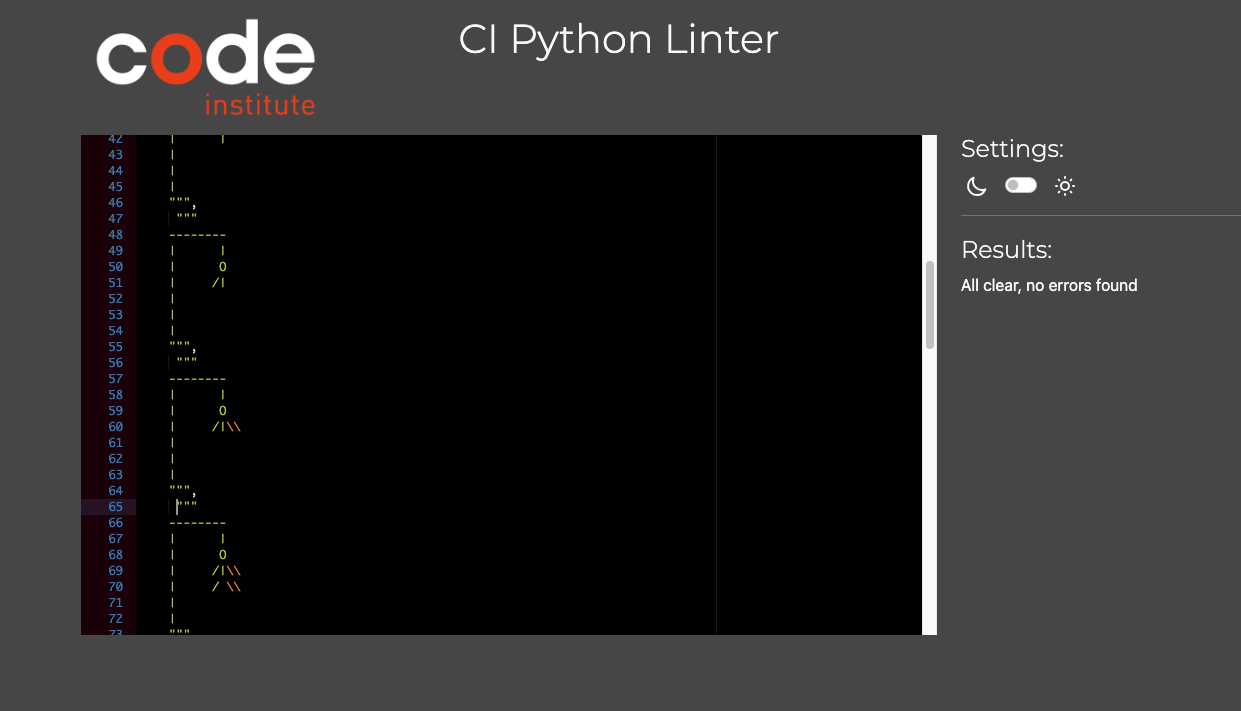 code
institute
CI Python Linter
42 |      |
43 |
44 |
45 |
46 """,
47  """
48 --------
49 |      |
50 |      O
51 |     /|
52 |
53 |
54 |
55 """,
56  """
57 --------
58 |      |
59 |      O
60 |     /|\\
61 |
62 |
63 |
64 """,
65  """
66 --------
67 |      |
68 |      O
69 |     /|\\
70 |     / \\
71 |
72 |
73 """
Settings:
Results:
All clear, no errors found